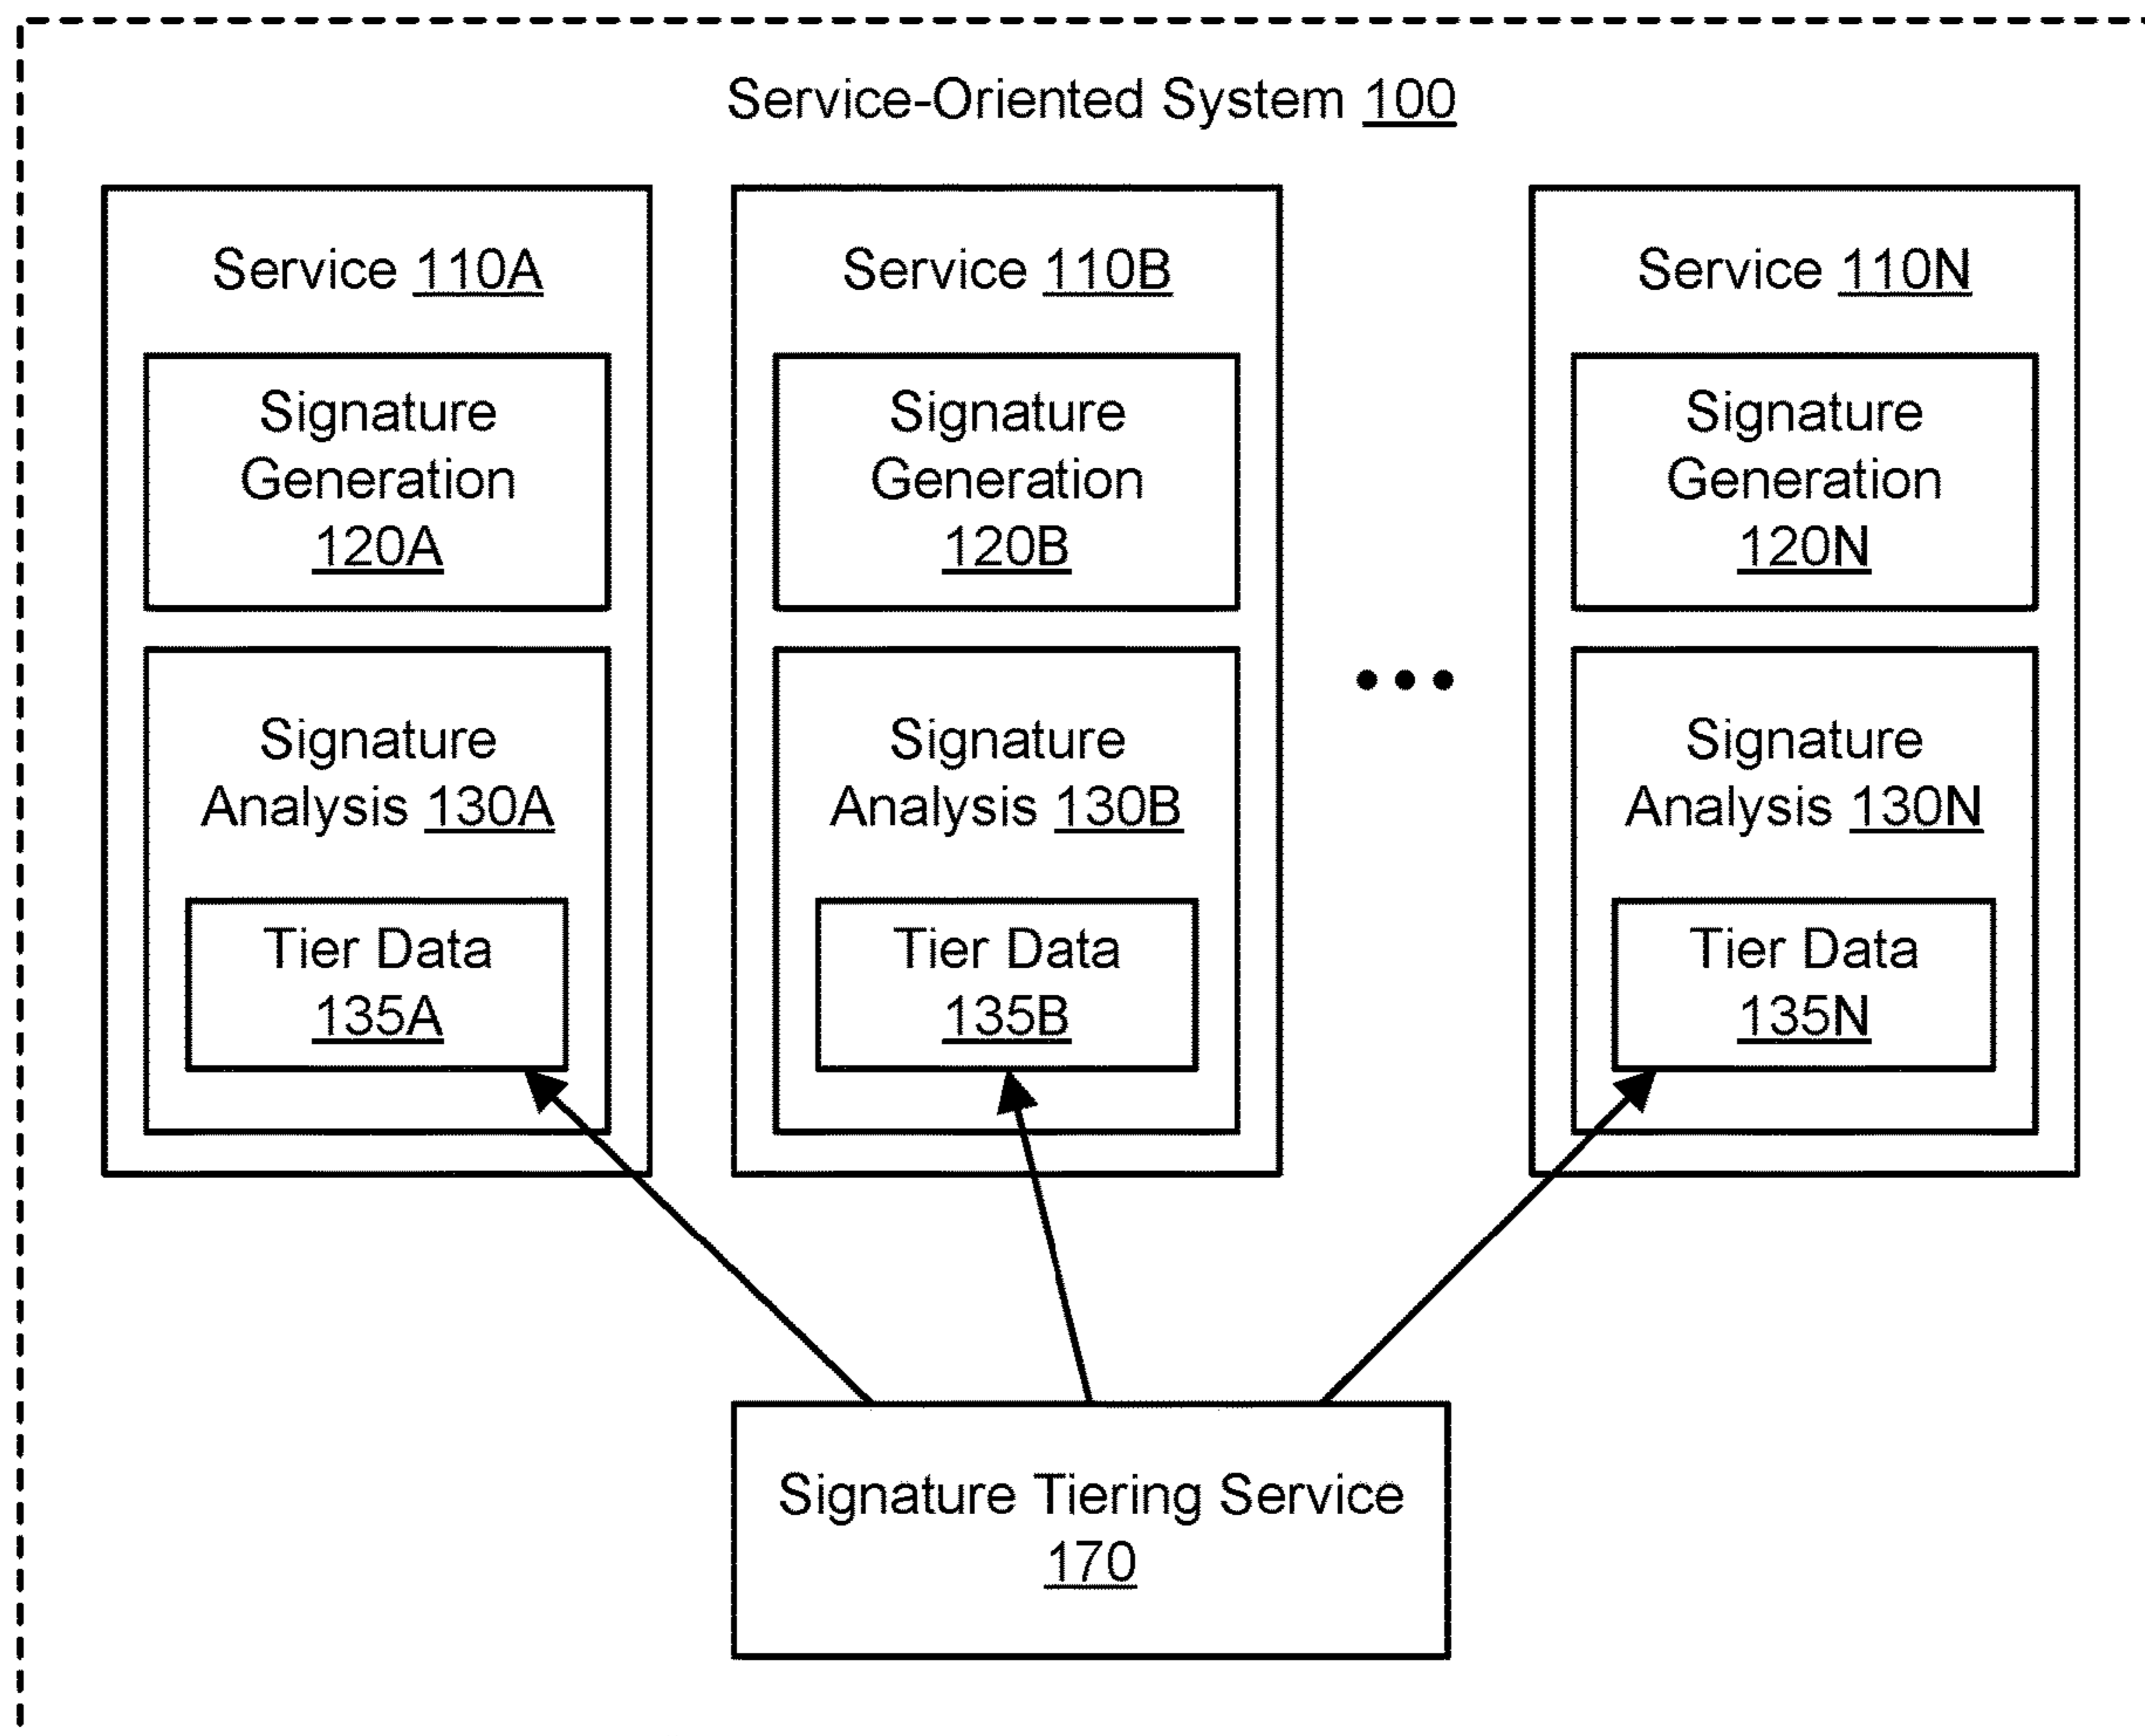 Service-Oriented System 100
Service 110A
Signature
Generation
120A
Signature
Analysis 130A
Tier Data
135A
Service 110B
Signature
Generation
120B
Signature
Analysis 130B
Tier Data
135B
Service 110N
Signature
Generation
120N
Signature
Analysis 130N
Tier Data
135N
Signature Tiering Service
170